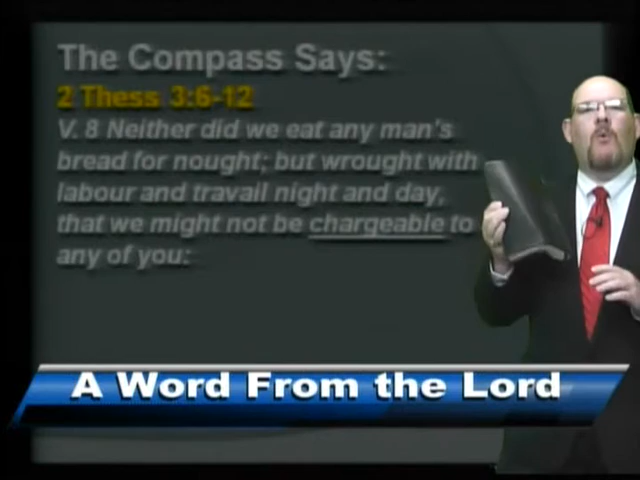 The Compass Says:
2 Thess 3:6-12
V. 8 Neither did we eat any man's
bread for nought; but wrought with
labour and travail night and day,
that we might not be chargeable to
any of you:
A Word From the Lord